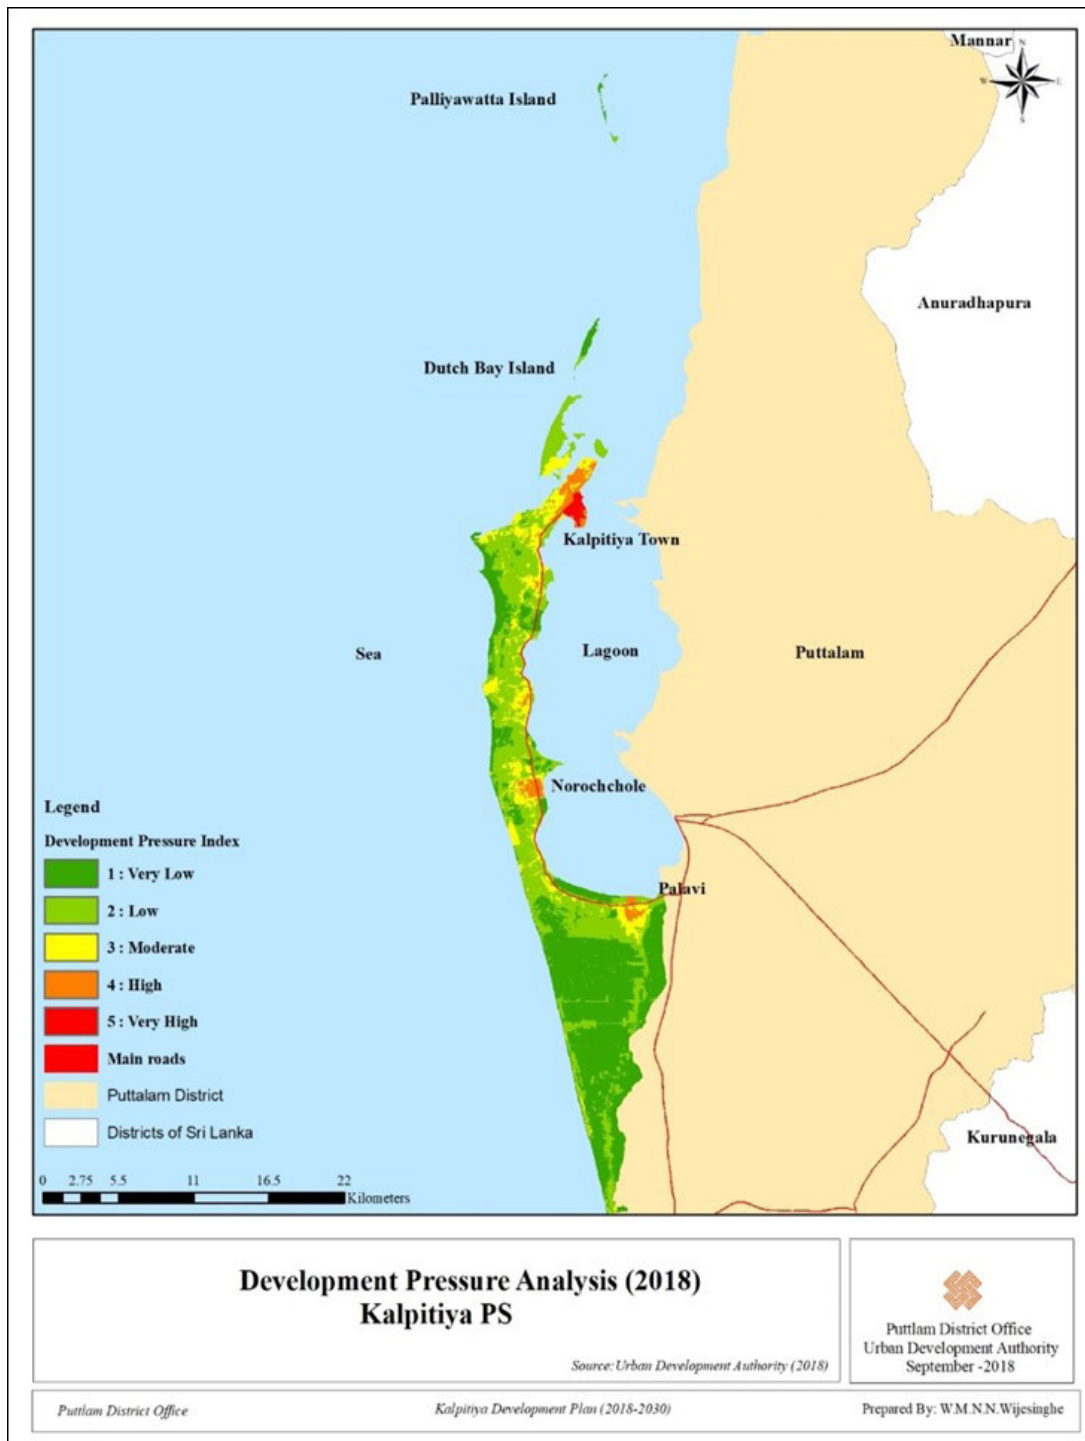 Mannar
N
W
E
S
Palliyawatta Island
Anuradhapura
Dutch Bay Island
Kalpitiya Town
Sea
Lagoon
Puttalam
Norochchole
Palavi
Kurunegala
Legend
Development Pressure Index
1 : Very Low
2 : Low
3 : Moderate
4 : High
5 : Very High
Main roads
Puttalam District
Districts of Sri Lanka
0 2.75 5.5 11 16.5 22
Kilometers
Development Pressure Analysis (2018)
Kalpitiya PS
Source: Urban Development Authority (2018)
Puttlam District Office
Urban Development Authority
September -2018
Puttlam District Office
Kalpitiya Development Plan (2018-2030)
Prepared By: W.M.N.N.Wijesinghe